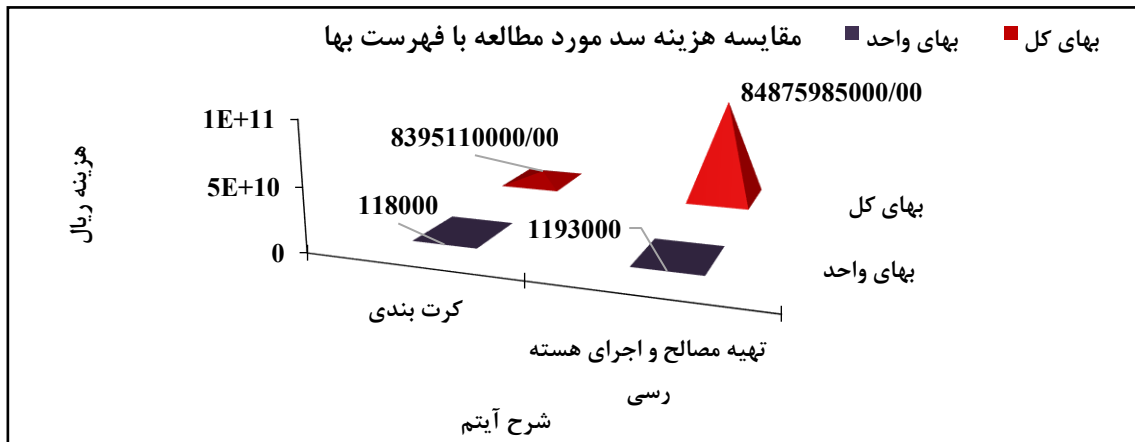 مقایسه هزینه سد مورد مطالعه با فهرست بها
بهای واحد
بهای کل
هزینه ریال
1E+11
5E+10
0
8395110000/00
84875985000/00
118000
1193000
بهای کل
بهای واحد
کرت بندی
تهیه مصالح و اجرای هسته
رسی
شرح آیتم